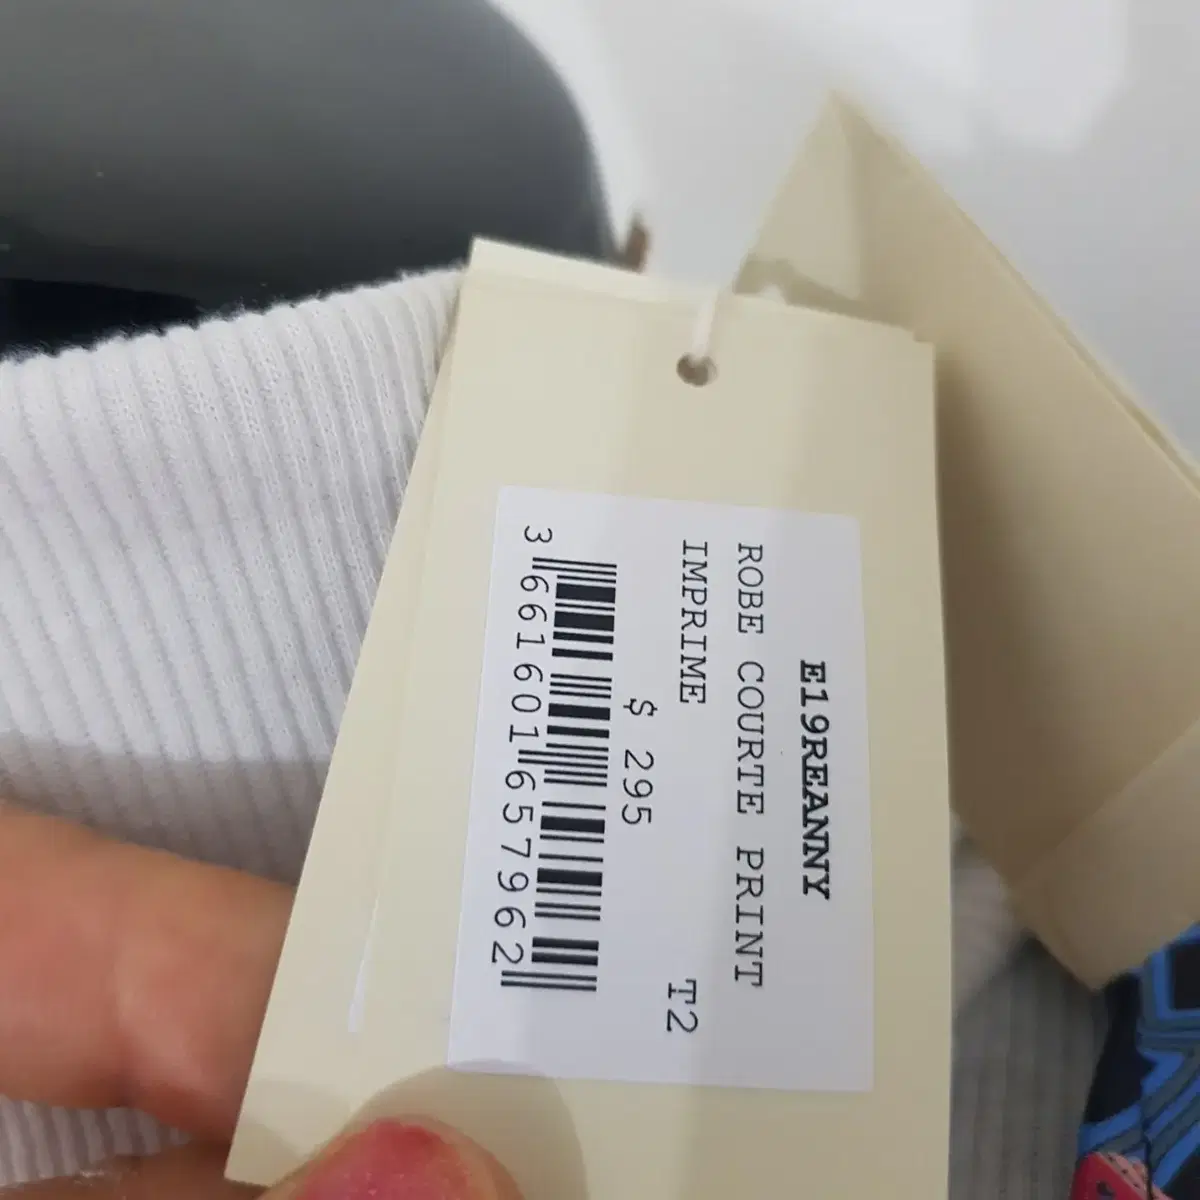 E19REANNY
ROBE COURTE PRINT
IMPRIME T2
$ 295
3 661601 657962